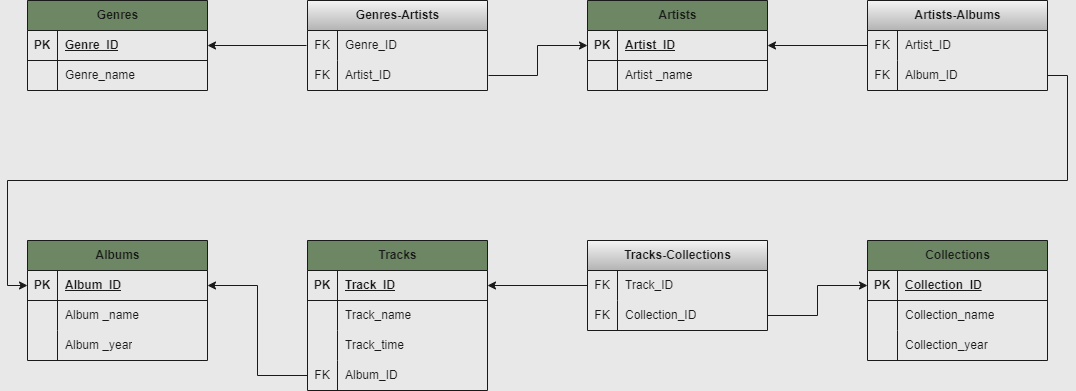 Genres
PK Genre_ID
Genre_name
Genres-Artists
FK Genre_ID
FK Artist_ID
Artists
PK Artist_ID
Artist _name
Artists-Albums
FK Artist_ID
FK Album_ID
Albums
PK Album_ID
Album _name
Album _year
Tracks
PK Track_ID
Track_name
Track_time
FK Album_ID
Tracks-Collections
FK Track_ID
FK Collection_ID
Collections
PK Collection_ID
Collection_name
Collection_year